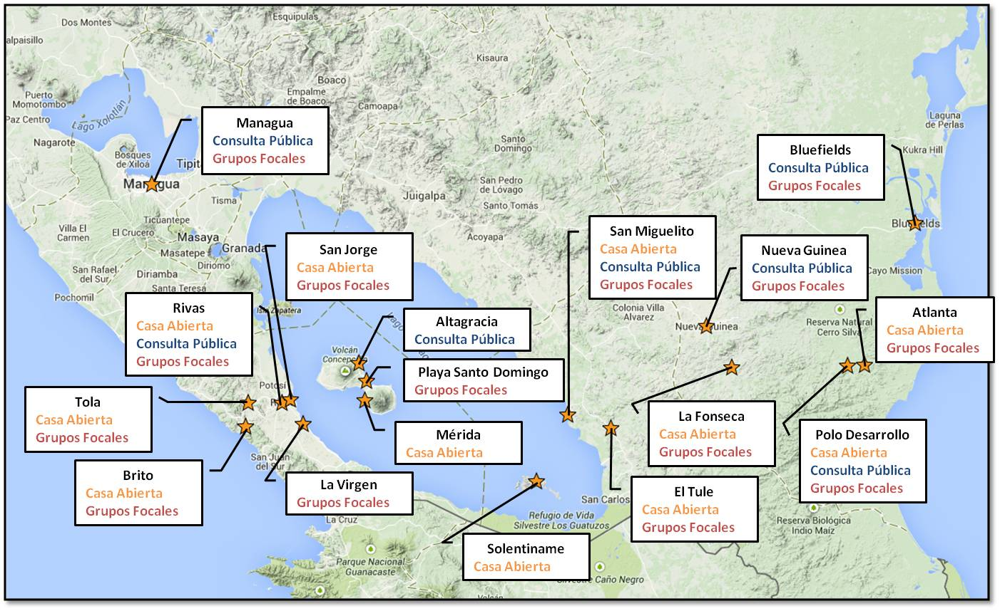 Dos Montes
Esquipulas
alpaisillo
Kisaura
Boaco
Empalme
de Boaco
Camoapa
Puerto
Momotombo
Paz Centro
Lago Xolotlán
Nagarote
Bosques
de Xiloá
Tipit
Managua
Consulta Pública
Grupos Focales
Managua
Laguna
de Perlas
Kukra Hill
Bluefields
Consulta Pública
Grupos Focales
Bluefields
Santo
Domingo
San Pedro
de Lóvago
Santo Tomás
Juigalpa
Acoyapa
Tisma
Ticuantepe
El Crucero
Villa El
Carmen
Masaya
Masatepe
Granada
Diriomo
San Rafael
del Sur
Diriamba
Santa Teresa
Pochomil
San Jorge
Casa Abierta
Grupos Focales
San Miguelito
Casa Abierta
Consulta Pública
Grupos Focales
Nueva Guinea
Consulta Pública
Grupos Focales
Cayo Mission
Rivas
Casa Abierta
Consulta Pública
Grupos Focales
Isla Zapatera
Altagracia
Consulta Pública
Colonia Villa
Alvarez
Nueva Guinea
Reserva Natural
Cerro Silva
Atlanta
Casa Abierta
Grupos Focales
Volcán
Concepción
Playa Santo Domingo
Grupos Focales
Potosí
Tola
Casa Abierta
Grupos Focales
Mérida
Casa Abierta
La Fonseca
Casa Abierta
Grupos Focales
Polo Desarrollo
Casa Abierta
Consulta Pública
Grupos Focales
San Juan
del Sur
Brito
Casa Abierta
Grupos Focales
La Virgen
Grupos Focales
La Cruz
San Carlos
El Tule
Casa Abierta
Grupos Focales
Refugio de Vida
Silvestre Los Guatuzos
Reserva Biológica
Indio Maíz
Solentiname
Casa Abierta
Parque Nacional
Guanacaste
Silvestre Caño Negro
Volcán